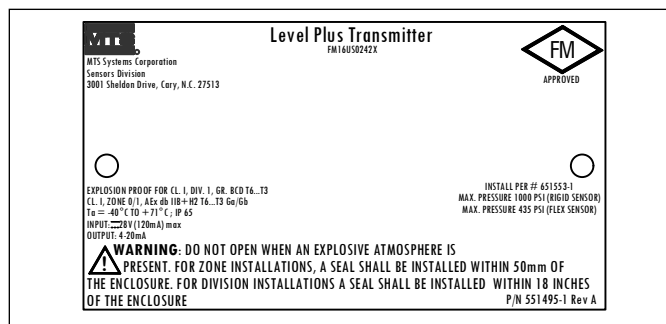 MTS
Level Plus Transmitter
FM16US0242X
MTS Systems Corporation
Sensors Division
3001 Sheldon Drive, Cary, N.C. 27513
FM
APPROVED
EXPLOSION PROOF FOR CL. I, DIV. 1, GR. BCD T6...T3
CL. I, ZONE 0/1, AEx db IIB+H2 T6...T3 Ga/Gb
Ta = -40°C TO +71°C ; IP 65
INPUT: ⎓28V (120mA) max
OUTPUT: 4-20mA
INSTALL PER # 651553-1
MAX. PRESSURE 1000 PSI (RIGID SENSOR)
MAX. PRESSURE 435 PSI (FLEX SENSOR)
WARNING: DO NOT OPEN WHEN AN EXPLOSIVE ATMOSPHERE IS
PRESENT. FOR ZONE INSTALLATIONS, A SEAL SHALL BE INSTALLED WITHIN 50mm OF
THE ENCLOSURE. FOR DIVISION INSTALLATIONS A SEAL SHALL BE INSTALLED WITHIN 18 INCHES
OF THE ENCLOSURE
P/N 551495-1 Rev A